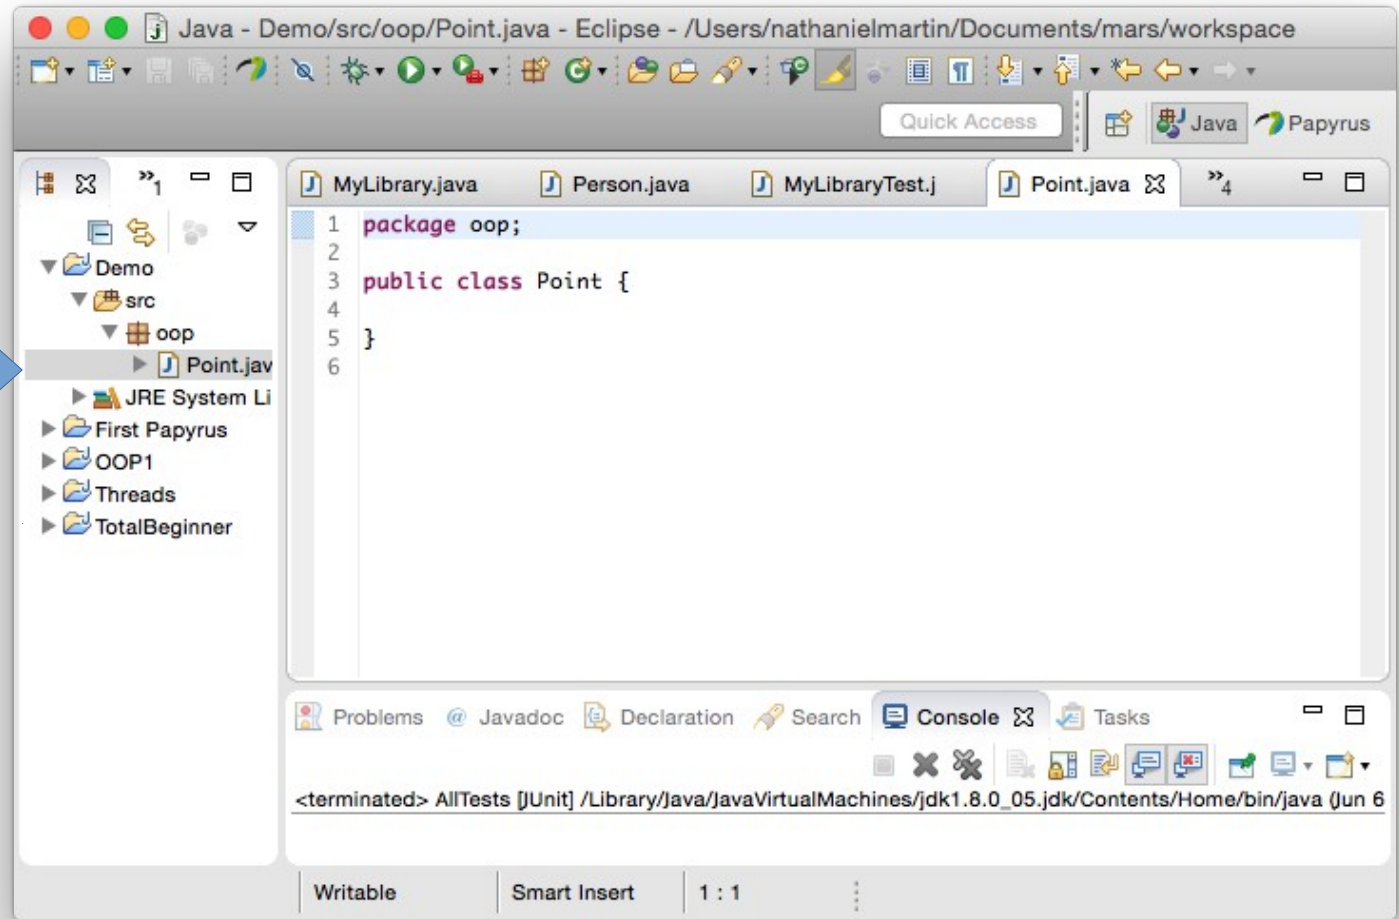 Java - Demo/src/oop/Point.java - Eclipse - /Users/nathanielmartin/Documents/mars/workspace
Quick Access
Java
Papyrus
»1
MyLibrary.java
Person.java
MyLibraryTest.j
Point.java
»4
Demo
src
oop
Point.jav
JRE System Li
First Papyrus
OOP1
Threads
TotalBeginner
1 package oop;
2
3 public class Point {
4
5 }
6
Problems
@ Javadoc
Declaration
Search
Console
Tasks
<terminated> AllTests [JUnit] /Library/Java/JavaVirtualMachines/jdk1.8.0_05.jdk/Contents/Home/bin/java (Jun 6
Writable
Smart Insert
1 : 1